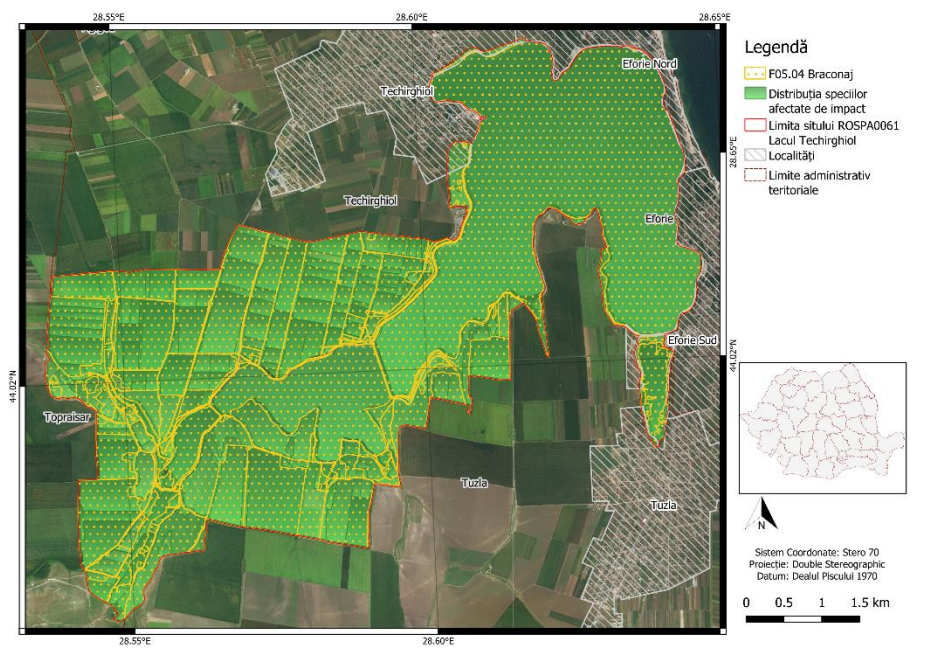 28.55°E
28.60°E
28.65°E
Eforie Nord
Techirghiol
28.65°E
Techirghiol
Eforie
Eforie Sud
44.02°N
44.02°N
Topraisar
Tuzla
Tuzla
28.55°E
28.60°E
Legendă
F05.04 Braconaj
Distribuția speciilor
afectate de impact
Limita sitului ROSPA0061
Lacul Techirghiol
Localități
Limite administrativ
teritoriale
N
Sistem Coordonate: Stero 70
Proiecție: Double Stereographic
Datum: Dealul Piscului 1970
0 0.5 1 1.5 km